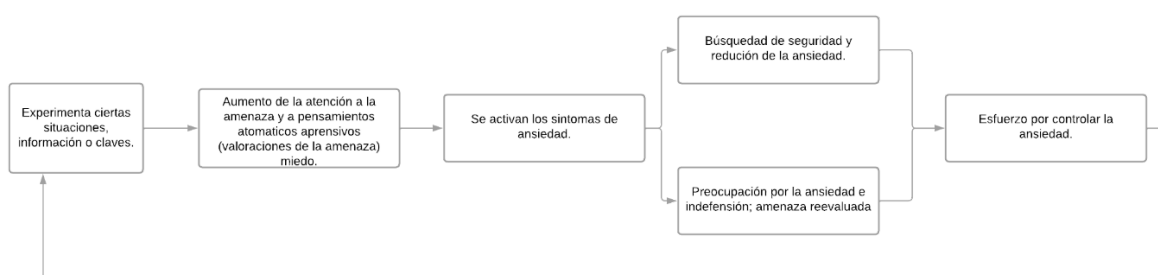 Experimenta ciertas
situaciones,
información o claves.
Aumento de la atención a la
amenaza y a pensamientos
atomaticos aprensivos
(valoraciones de la amenaza)
miedo.
Se activan los sintomas de
ansiedad.
Búsquedad de seguridad y
redución de la ansiedad.
Preocupación por la ansiedad e
indefensión; amenaza reevaluada
Esfuerzo por controlar la
ansiedad.